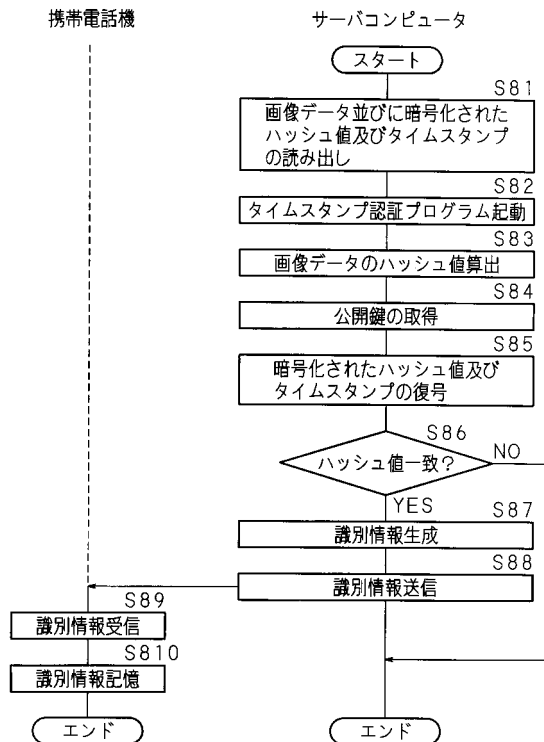 携帯電話機
サーバコンピュータ
スタート
S81
画像データ並びに暗号化された
ハッシュ値及びタイムスタンプ
の読み出し
S82
タイムスタンプ認証プログラム起動
S83
画像データのハッシュ値算出
S84
公開鍵の取得
S85
暗号化されたハッシュ値及び
タイムスタンプの復号
S86
ハッシュ値一致?
NO
YES
S87
識別情報生成
S88
識別情報送信
S89
識別情報受信
S810
識別情報記憶
エンド
エンド